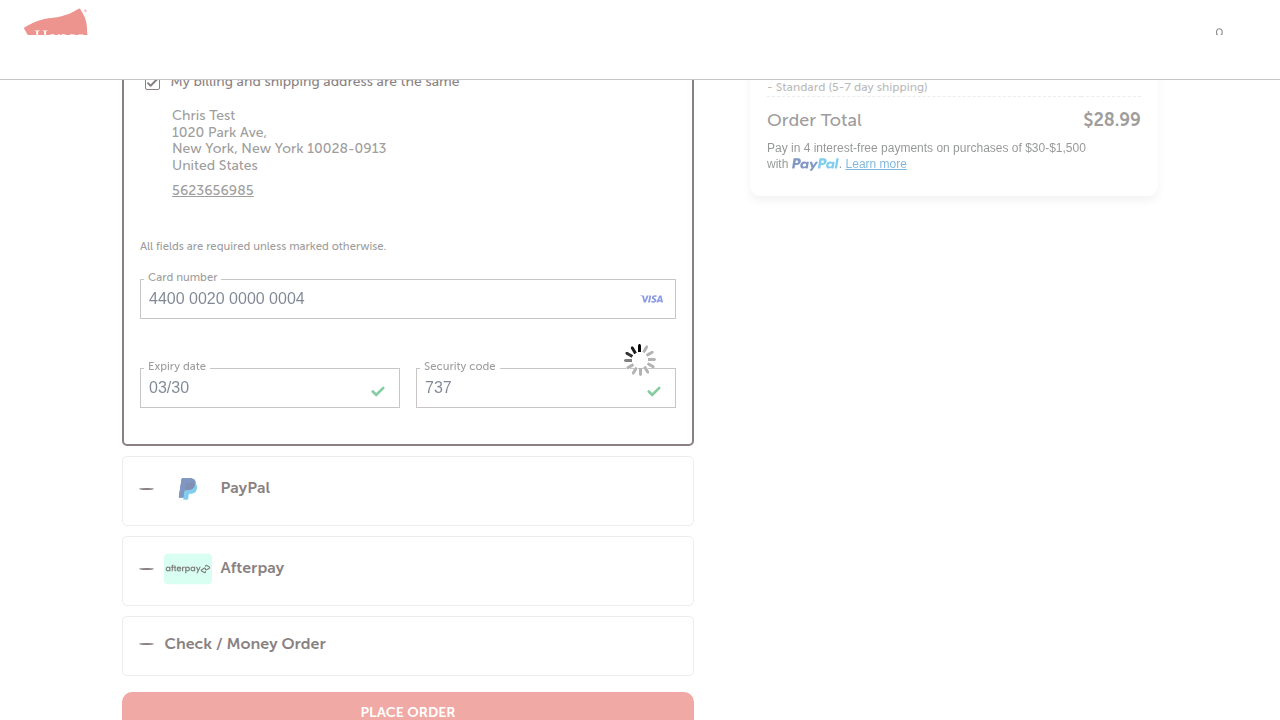 My billing and shipping address are the same
Chris Test
1020 Park Ave,
New York, New York 10028-0913
United States
5623656985
All fields are required unless marked otherwise.
Card number
4400 0020 0000 0004
VISA
Expiry date
03/30
Security code
737
PayPal
afterpay
Afterpay
Check / Money Order
PLACE ORDER
- Standard (5-7 day shipping)
Order Total
$28.99
Pay in 4 interest-free payments on purchases of $30-$1,500
with PayPal. Learn more